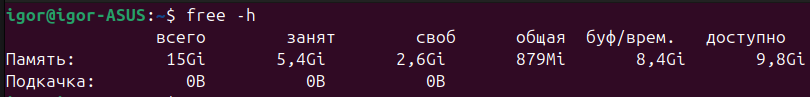 igor@igor-ASUS:~$ free -h
всего занят своб общая буф/врем. доступно
Память: 15Gi 5,4Gi 2,6Gi 879Mi 8,4Gi 9,8Gi
Подкачка: 0B 0B 0B